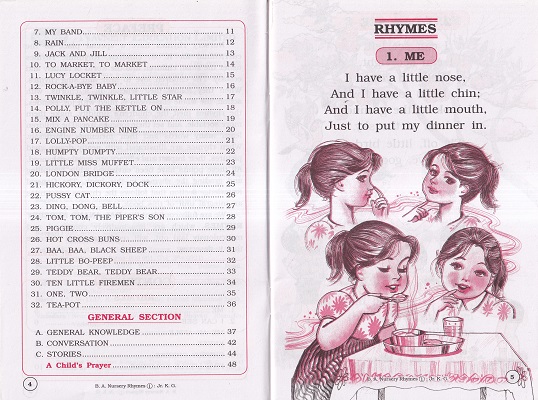 7. MY BAND 11
8. RAIN 12
9. JACK AND JILL 13
10. TO MARKET, TO MARKET 14
11. LUCY LOCKET 15
12. ROCK-A-BYE BABY 16
13. TWINKLE, TWINKLE, LITTLE STAR 17
14. POLLY, PUT THE KETTLE ON 18
15. MIX A PANCAKE 19
16. ENGINE NUMBER NINE 20
17. LOLLY-POP 21
18. HUMPTY DUMPTY 22
19. LITTLE MISS MUFFET 23
20. LONDON BRIDGE 24
21. HICKORY, DICKORY, DOCK 25
22. PUSSY CAT 26
23. DING, DONG, BELL 27
24. TOM, TOM, THE PIPER'S SON 28
25. PIGGIE 29
26. HOT CROSS BUNS 30
27. BAA, BAA, BLACK SHEEP 31
28. LITTLE BO-PEEP 32
29. TEDDY BEAR, TEDDY BEAR 33
30. TEN LITTLE FIREMEN 34
31. ONE, TWO 35
32. TEA-POT 36
GENERAL SECTION
A. GENERAL KNOWLEDGE 37
B. CONVERSATION 42
C. STORIES 44
A Child's Prayer 48
4
B. A. Nursery Rhymes (1) : Jr. K. G.
RHYMES
1. ME
I have a little nose,
And I have a little chin;
And I have a little mouth,
Just to put my dinner in.
B. A. Nursery Rhymes (1) : Jr. K. G.
5